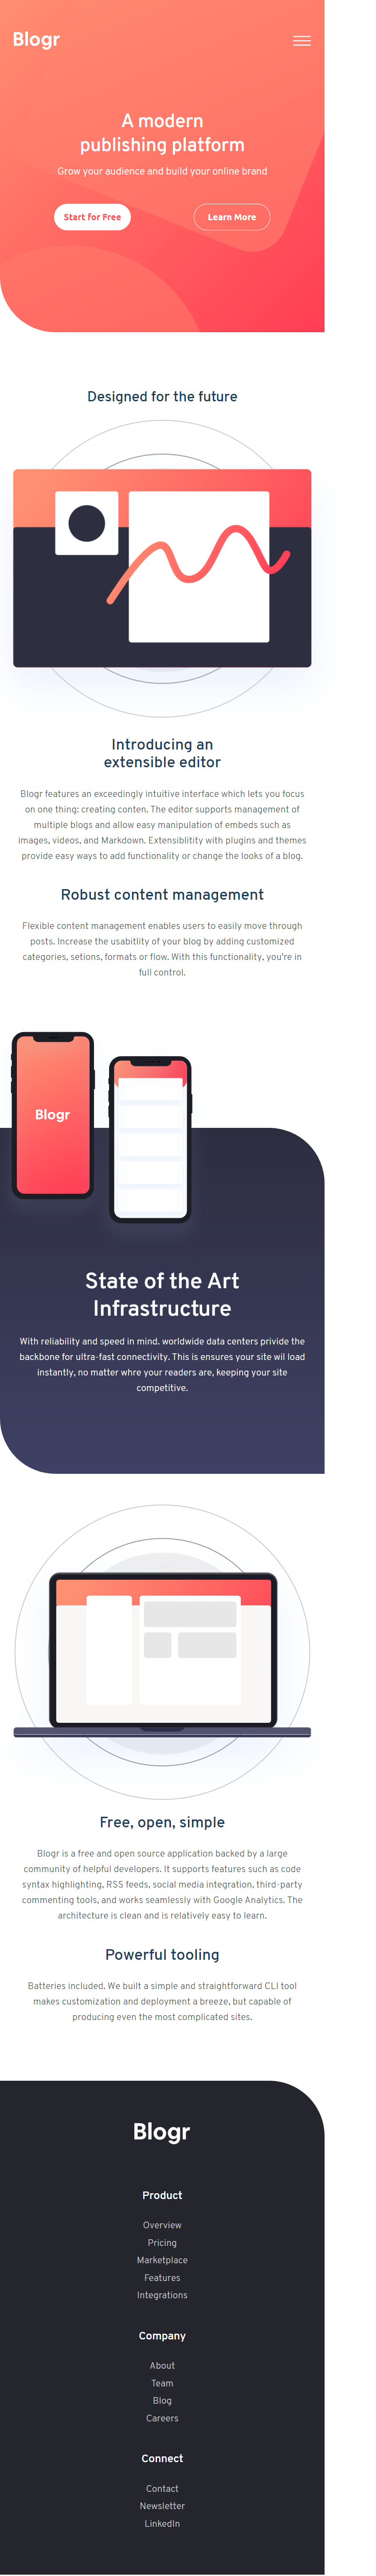 Blogr
A modern
publishing platform
Grow your audience and build your online brand
Start for Free
Learn More
Designed for the future
Introducing an
extensible editor
Blogr features an exceedingly intuitive interface which lets you focus
on one thing: creating conten. The editor supports management of
multiple blogs and allow easy manipulation of embeds such as
images, videos, and Markdown. Extensiblitity with plugins and themes
provide easy ways to add functionality or change the looks of a blog.
Robust content management
Flexible content management enables users to easily move through
posts. Increase the usabitlity of your blog by adding customized
categories, setions, formats or flow. With this functionality, you're in
full control.
Blogr
State of the Art
Infrastructure
With reliability and speed in mind. worldwide data centers privide the
backbone for ultra-fast connectivity. This is ensures your site wil load
instantly, no matter whre your readers are, keeping your site
competitive.
Free, open, simple
Blogr is a free and open source application backed by a large
community of helpful developers. It supports features such as code
syntax highlighting, RSS feeds, social media integration, third-party
commenting tools, and works seamlessly with Google Analytics. The
architecture is clean and is relatively easy to learn.
Powerful tooling
Batteries included. We built a simple and straightforward CLI tool
makes customization and deployment a breeze, but capable of
producing even the most complicated sites.
Blogr
Product
Overview
Pricing
Marketplace
Features
Integrations
Company
About
Team
Blog
Careers
Connect
Contact
Newsletter
LinkedIn